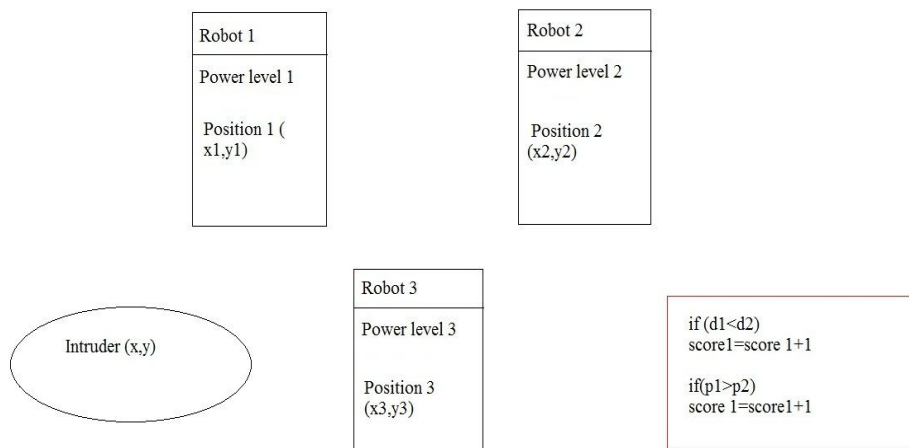 Robot 1
Power level 1
Position 1 (
x1,y1)
Robot 2
Power level 2
Position 2
(x2,y2)
Intruder (x,y)
Robot 3
Power level 3
Position 3
(x3,y3)
if (d1<d2)
score1=score 1+1
if(p1>p2)
score 1=score1+1